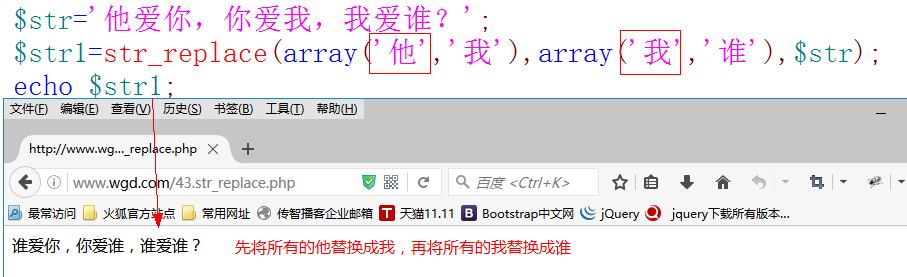 $str='他爱你，你爱我，我爱谁？';
$str1=str_replace(array('他','我'),array('我','谁'),$str);
echo $str1;
文件(F) 编辑(E) 查看(V) 历史(S) 书签(B) 工具(T) 帮助(H)
http://www.wg..._replace.php
www.wgd.com/43.str_replace.php 百度 <Ctrl+K>
最常访问 火狐官方站点 常用网址 传智播客企业邮箱 天猫11.11 Bootstrap中文网 jQuery jquery下载所有版本...
谁爱你，你爱谁，谁爱谁？ 先将所有的他替换成我，再将所有的我替换成谁